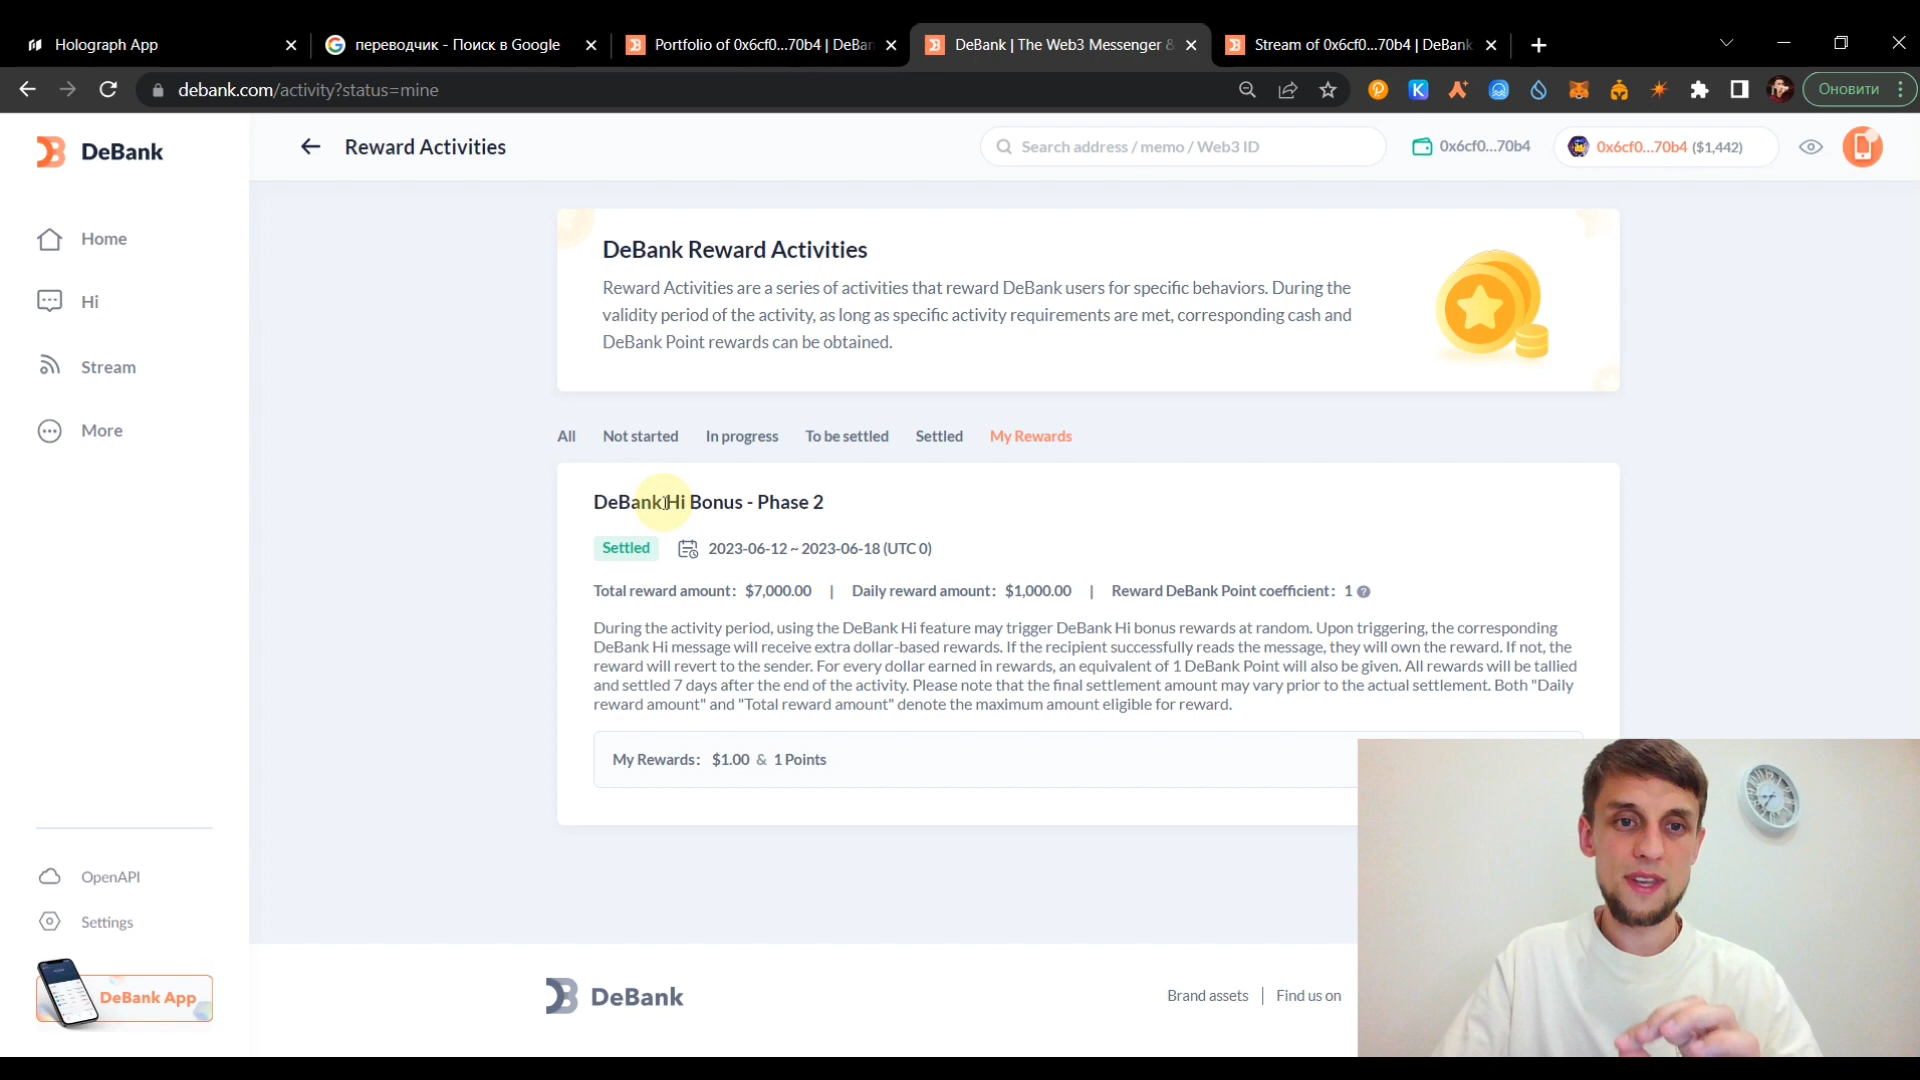 Holograph App
переводчик - Поиск в Google
Portfolio of 0x6cf0...70b4 | DeBan
DeBank | The Web3 Messenger &
Stream of 0x6cf0...70b4 | DeBank
debank.com/activity?status=mine
Оновити
DeBank
Reward Activities
Search address / memo / Web3 ID
0x6cf0...70b4
0x6cf0...70b4 ($1,442)
Home
Hi
Stream
More
OpenAPI
Settings
DeBank App
DeBank Reward Activities
Reward Activities are a series of activities that reward DeBank users for specific behaviors. During the
validity period of the activity, as long as specific activity requirements are met, corresponding cash and
DeBank Point rewards can be obtained.
All Not started In progress To be settled Settled My Rewards
DeBank Hi Bonus - Phase 2
Settled 2023-06-12 ~ 2023-06-18 (UTC 0)
Total reward amount: $7,000.00 | Daily reward amount: $1,000.00 | Reward DeBank Point coefficient: 1 ?
During the activity period, using the DeBank Hi feature may trigger DeBank Hi bonus rewards at random. Upon triggering, the corresponding
DeBank Hi message will receive extra dollar-based rewards. If the recipient successfully reads the message, they will own the reward. If not, the
reward will revert to the sender. For every dollar earned in rewards, an equivalent of 1 DeBank Point will also be given. All rewards will be tallied
and settled 7 days after the end of the activity. Please note that the final settlement amount may vary prior to the actual settlement. Both "Daily
reward amount" and "Total reward amount" denote the maximum amount eligible for reward.
My Rewards: $1.00 & 1 Points
DeBank
Brand assets | Find us on